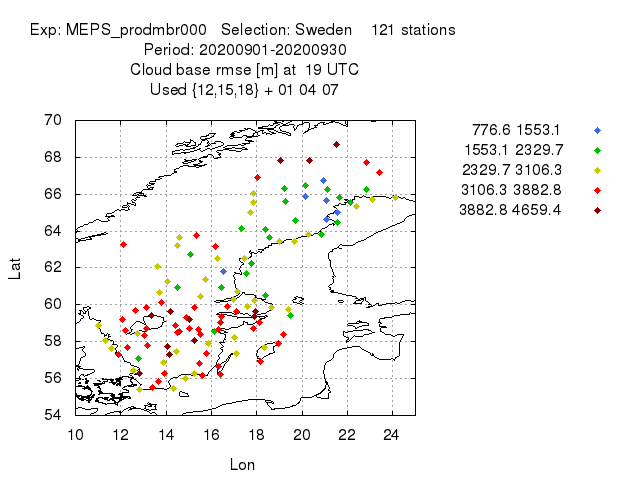 Exp: MEPS_prodmbr000 Selection: Sweden 121 stations
Period: 20200901-20200930
Cloud base rmse [m] at 19 UTC
Used {12,15,18} + 01 04 07
776.6 1553.1
1553.1 2329.7
2329.7 3106.3
3106.3 3882.8
3882.8 4659.4
70
68
66
64
62
60
58
56
54
Lat
10 12 14 16 18 20 22 24
Lon